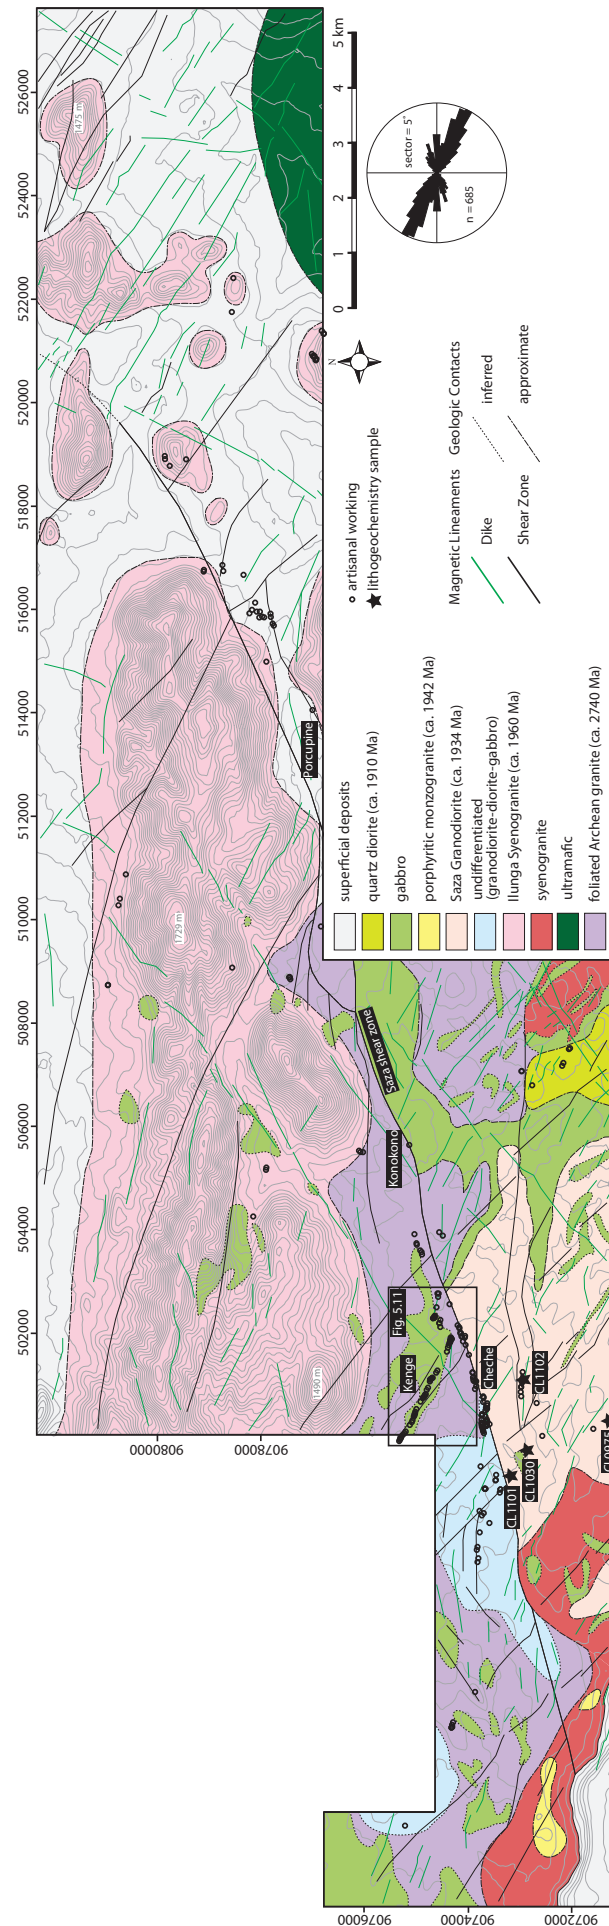 502000
504000
506000
508000
510000
512000
514000
516000
518000
520000
522000
524000
526000
9080000
9078000
9076000
9074000
9072000
1490 m
1729 m
1475 m
Kenge
Fig. 5.11
Cheche
Konokono
Saza shear zone
Porcupine
CL1101
CL1030
CL1102
superficial deposits
quartz diorite (ca. 1910 Ma)
gabbro
porphyritic monzogranite (ca. 1942 Ma)
Saza Granodiorite (ca. 1934 Ma)
undifferentiated
(granodiorite-diorite-gabbro)
Ilunga Syenogranite (ca. 1960 Ma)
syenogranite
ultramafic
foliated Archean granite (ca. 2740 Ma)
artisanal working
lithogeochemistry sample
Magnetic Lineaments
Dike
Shear Zone
Geologic Contacts
inferred
approximate
N
0 1 2 3 4 5 km
sector = 5°
n = 685